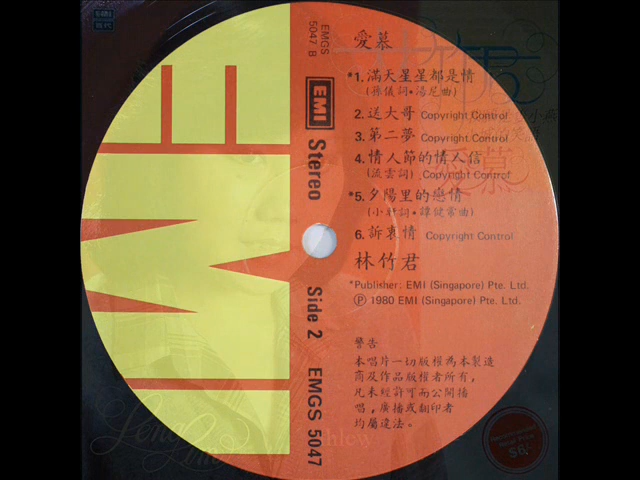 EMGS
5047 B
EMI
Stereo
Side 2
EMGS 5047
愛慕
*1. 滿天星星都是情
(孫儀詞•湯尼曲)
2. 送大哥 Copyright Control
3. 第二夢 Copyright Control
4. 情人節的情人信
(流雲詞) Copyright Control
*5. 夕陽里的戀情
詞•譚健常曲)
6. 訴衷情 Copyright Control
林竹君
*Publisher: EMI (Singapore) Pte. Ltd.
Ⓟ 1980 EMI (Singapore) Pte. Ltd.
警告
本唱片一切版權為本製造
商及作品版權者所有,
凡未經許可而公開播
唱,廣播或翻印者
均屬違法。
愛慕